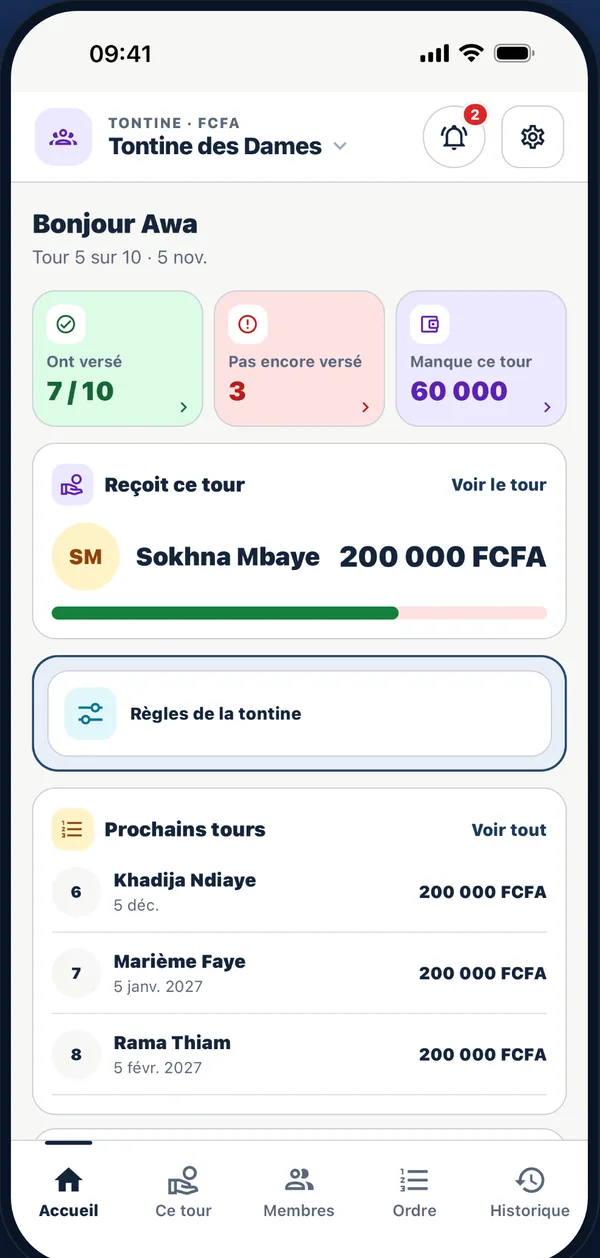 09:41
TONTINE · FCFA
Tontine des Dames
2
Bonjour Awa
Tour 5 sur 10 · 5 nov.
Ont versé
7/10
Pas encore versé
3
Manque ce tour
60 000
Reçoit ce tour
Voir le tour
SM
Sokhna Mbaye
200 000 FCFA
Règles de la tontine
Prochains tours
Voir tout
6
Khadija Ndiaye
5 déc.
200 000 FCFA
7
Marième Faye
5 janv. 2027
200 000 FCFA
8
Rama Thiam
5 févr. 2027
200 000 FCFA
Accueil
Ce tour
Membres
Ordre
Historique